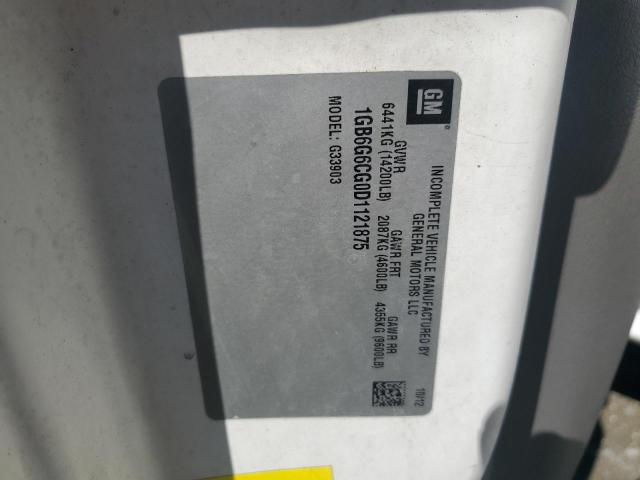 GM
INCOMPLETE VEHICLE MANUFACTURED BY
GENERAL MOTORS LLC
10/12
GVWR GAWR FRT GAWR RR
6441KG (14200LB) 2087KG (4600LB) 4355KG (9600LB)
1GB6G6CG0D1121875
MODEL: G33903